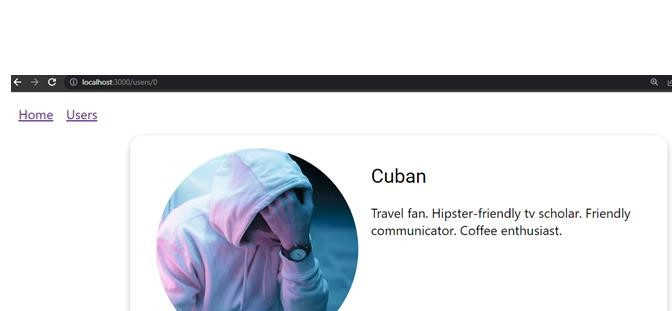 localhost:3000/users/0
Home Users
Cuban
Travel fan. Hipster-friendly tv scholar. Friendly
communicator. Coffee enthusiast.